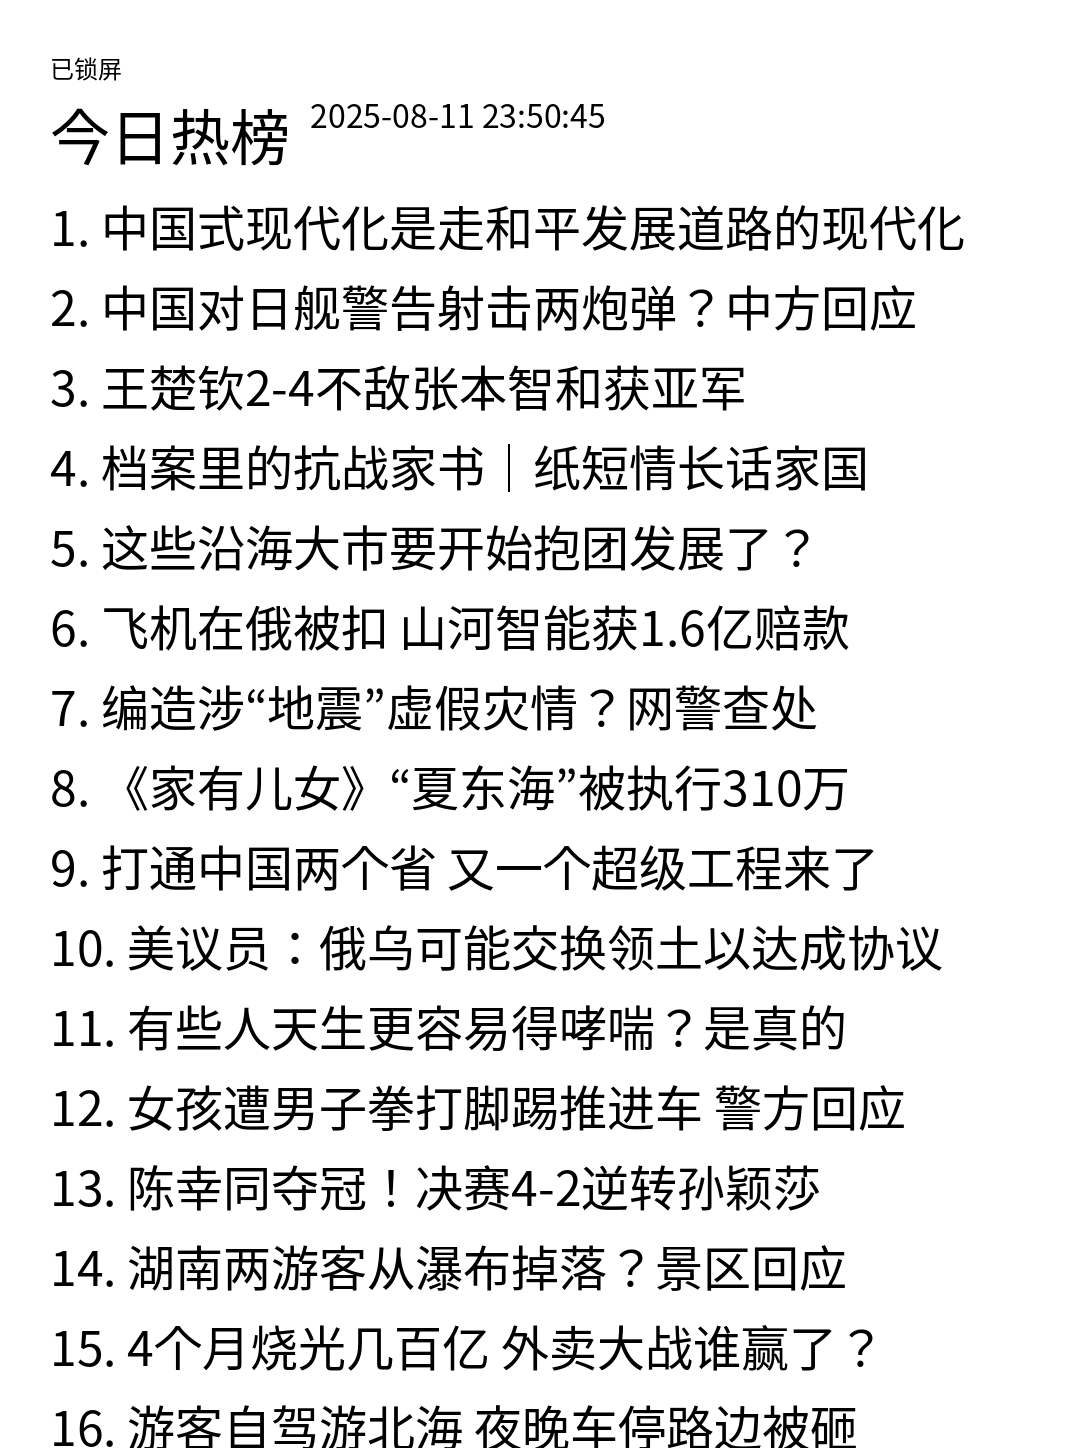 已锁屏
今日热榜 2025-08-11 23:50:45
1. 中国式现代化是走和平发展道路的现代化
2. 中国对日舰警告射击两炮弹？中方回应
3. 王楚钦2-4不敌张本智和获亚军
4. 档案里的抗战家书｜纸短情长话家国
5. 这些沿海大市要开始抱团发展了？
6. 飞机在俄被扣 山河智能获1.6亿赔款
7. 编造涉“地震”虚假灾情？网警查处
8. 《家有儿女》“夏东海”被执行310万
9. 打通中国两个省 又一个超级工程来了
10. 美议员：俄乌可能交换领土以达成协议
11. 有些人天生更容易得哮喘？是真的
12. 女孩遭男子拳打脚踢推进车 警方回应
13. 陈幸同夺冠！决赛4-2逆转孙颖莎
14. 湖南两游客从瀑布掉落？景区回应
15. 4个月烧光几百亿 外卖大战谁赢了？
16. 游客自驾游北海 夜晚车停路边被砸